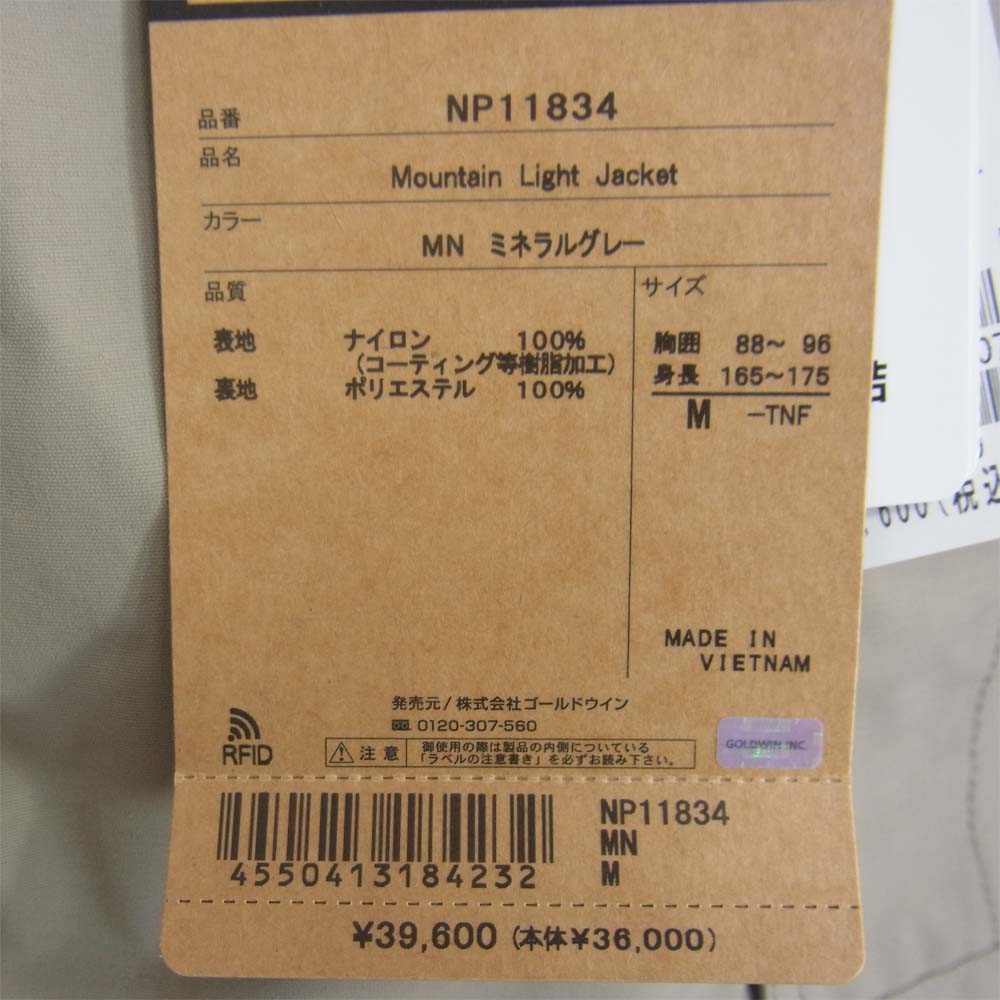 品番 NP11834
品名 Mountain Light Jacket
カラー MN ミネラルグレー
品質
表地 ナイロン 100%
(コーティング等樹脂加工)
裏地 ポリエステル 100%
サイズ
胸囲 88〜 96
身長 165〜175
M -TNF
MADE IN
VIETNAM
発売元/株式会社ゴールドウイン
0120-307-560
RFID
注意 御使用の際は製品の内側についている
「ラベルの注意書き」を必ずお読み下さい。
GOLDWIN INC.
4550413184232
NP11834
MN
M
¥39,600 (本体¥36,000)
,600(税込